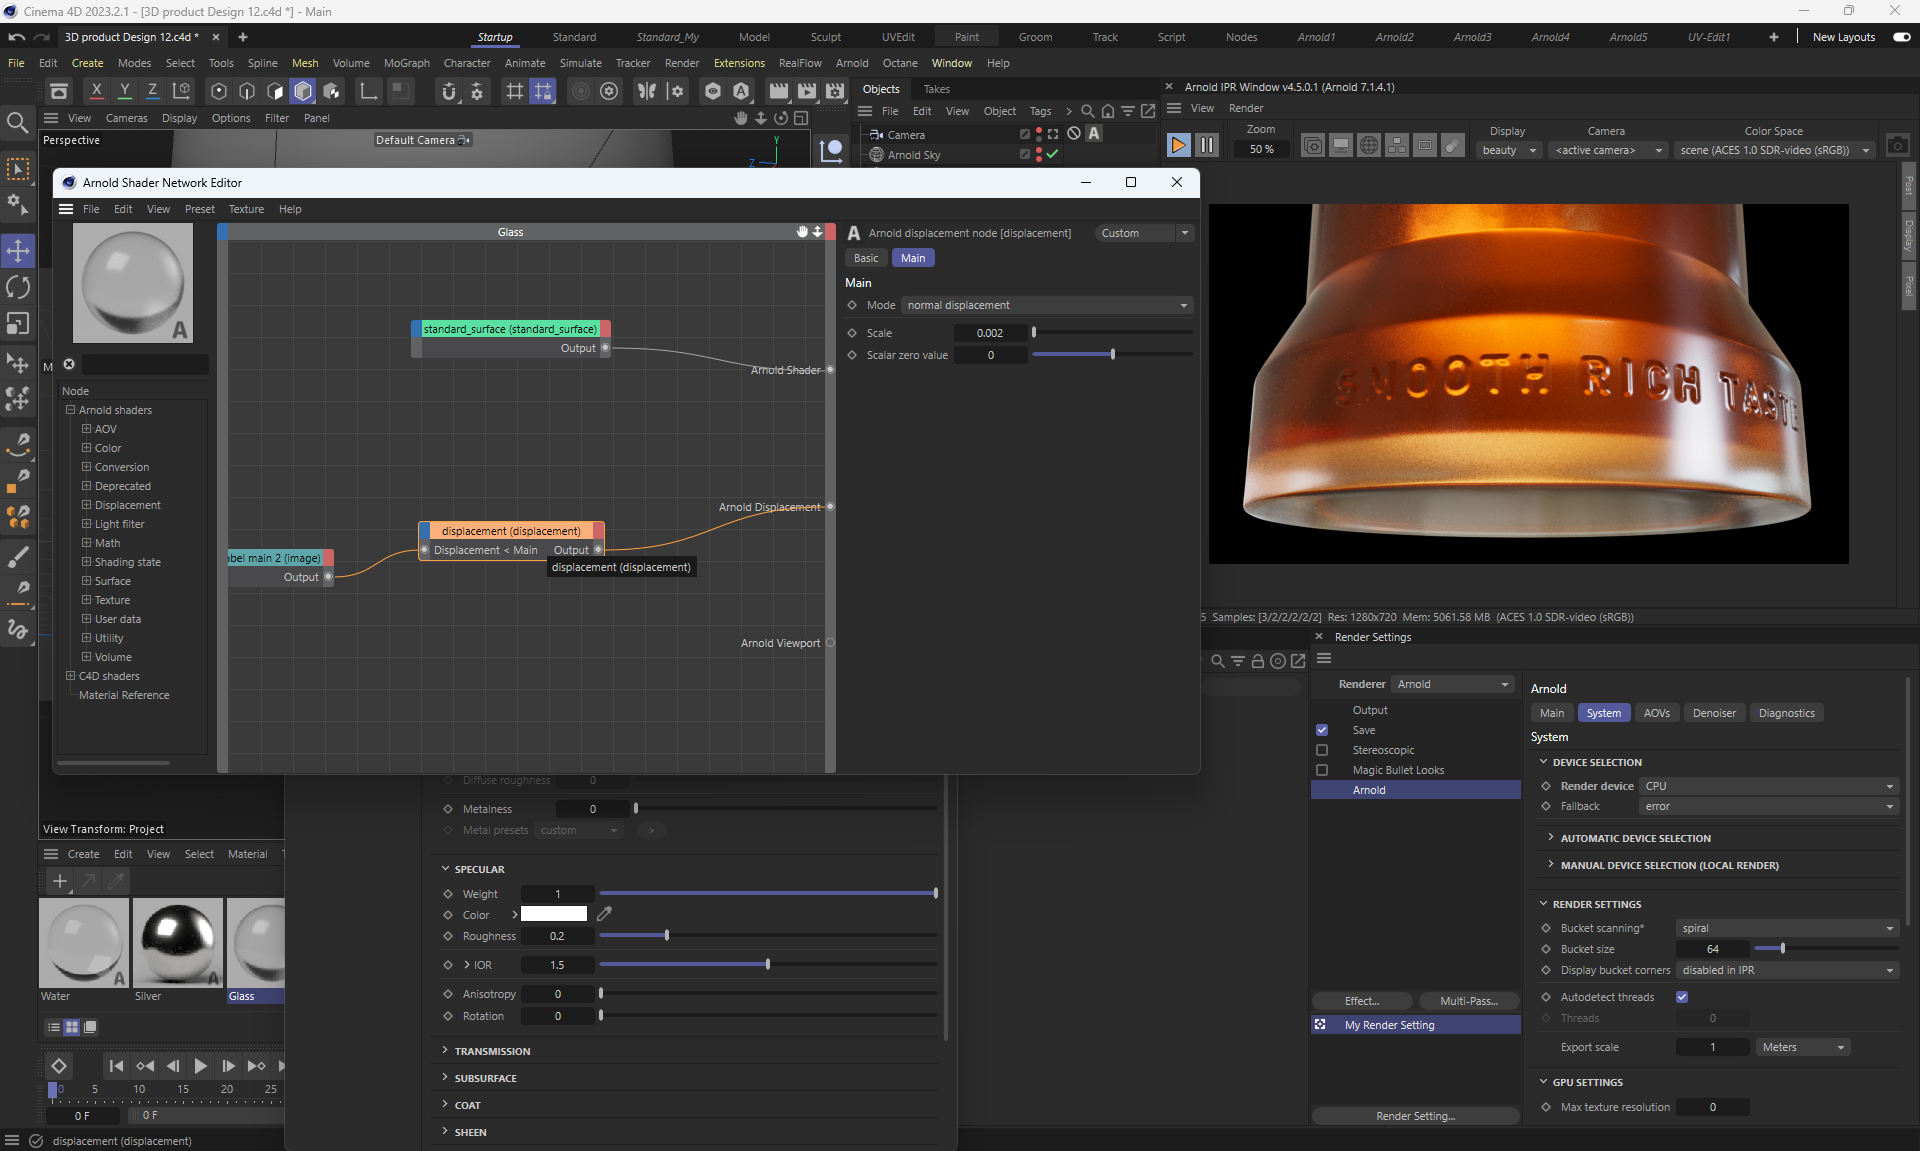 Cinema 4D 2023.2.1 - [3D product Design 12.c4d *] - Main
3D product Design 12.c4d *
Startup Standard Standard_My Model Sculpt UVEdit Paint Groom Track Script Nodes Arnold1 Arnold2 Arnold3 Arnold4 Arnold5 UV-Edit1 New Layouts
File Edit Create Modes Select Tools Spline Mesh Volume MoGraph Character Animate Simulate Tracker Render Extensions RealFlow Arnold Octane Window Help
X Y Z
Objects Takes
Arnold IPR Window v4.5.0.1 (Arnold 7.1.4.1)
File Edit View Object Tags
View Render
View Cameras Display Options Filter Panel
Perspective
Default Camera
Y
Z
Camera
Arnold Sky
Zoom
50 %
Display
beauty
Camera
<active camera>
Color Space
scene (ACES 1.0 SDR-video (sRGB))
Post
Display
Pixel
Arnold Shader Network Editor
File Edit View Preset Texture Help
Glass
Arnold displacement node [displacement] Custom
Basic Main
Main
Mode normal displacement
Scale 0.002
Scalar zero value 0
M
Node
Arnold shaders
AOV
Color
Conversion
Deprecated
Displacement
Light filter
Math
Shading state
Surface
Texture
User data
Utility
Volume
C4D shaders
Material Reference
standard_surface (standard_surface)
Output
Arnold Shader
Arnold Displacement
displacement (displacement)
Displacement < Main Output
displacement (displacement)
abel main 2 (image)
Output
Arnold Viewport
SMOOTH RICH TASTE
5 Samples: [3/2/2/2/2/2] Res: 1280x720 Mem: 5061.58 MB (ACES 1.0 SDR-video (sRGB))
Render Settings
Renderer Arnold
Output
Save
Stereoscopic
Magic Bullet Looks
Arnold
Effect... Multi-Pass...
My Render Setting
Render Setting...
Arnold
Main System AOVs Denoiser Diagnostics
System
DEVICE SELECTION
Render device CPU
Fallback error
AUTOMATIC DEVICE SELECTION
MANUAL DEVICE SELECTION (LOCAL RENDER)
RENDER SETTINGS
Bucket scanning* spiral
Bucket size 64
Display bucket corners disabled in IPR
Autodetect threads
Threads 0
Export scale 1 Meters
GPU SETTINGS
Max texture resolution 0
Diffuse roughness 0
Metalness 0
Metal presets custom >
SPECULAR
Weight 1
Color
Roughness 0.2
IOR 1.5
Anisotropy 0
Rotation 0
TRANSMISSION
SUBSURFACE
COAT
SHEEN
View Transform: Project
Create Edit View Select Material
Water
Silver
Glass
0 5 10 15 20 25
0 F
0 F
displacement (displacement)